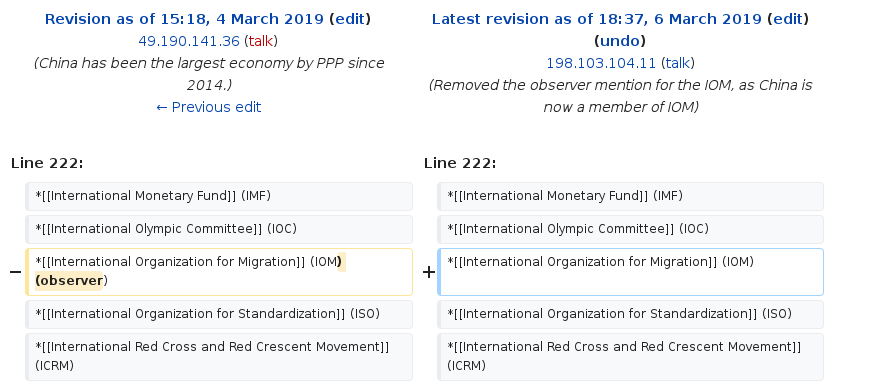 Revision as of 15:18, 4 March 2019 (edit)
49.190.141.36 (talk)
(China has been the largest economy by PPP since
2014.)
← Previous edit
Latest revision as of 18:37, 6 March 2019 (edit)
(undo)
198.103.104.11 (talk)
(Removed the observer mention for the IOM, as China is
now a member of IOM)
Line 222:
Line 222:
*[[International Monetary Fund]] (IMF)
*[[International Monetary Fund]] (IMF)
*[[International Olympic Committee]] (IOC)
*[[International Olympic Committee]] (IOC)
− *[[International Organization for Migration]] (IOM)
(observer)
+ *[[International Organization for Migration]] (IOM)
*[[International Organization for Standardization]] (ISO)
*[[International Organization for Standardization]] (ISO)
*[[International Red Cross and Red Crescent Movement]]
(ICRM)
*[[International Red Cross and Red Crescent Movement]]
(ICRM)